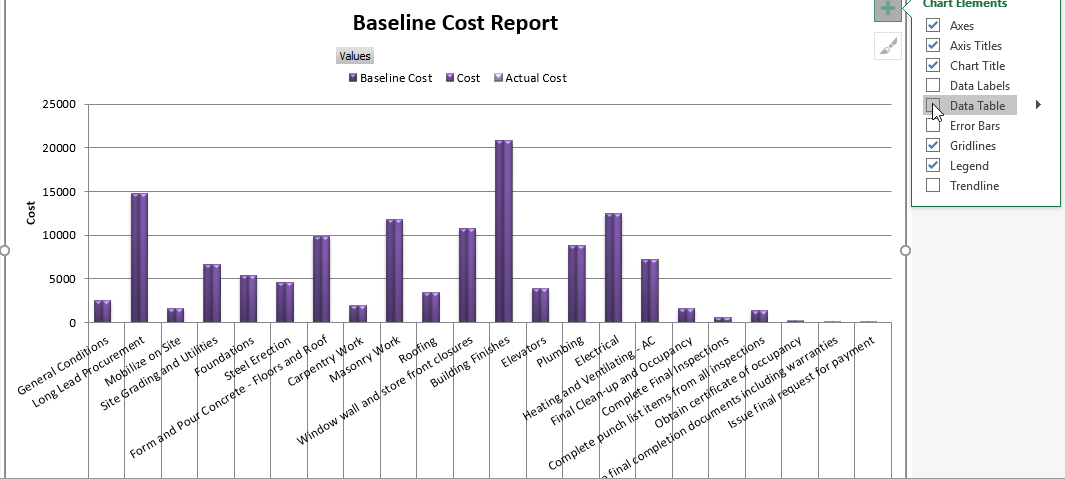 Baseline Cost Report
Values
Baseline Cost Cost Actual Cost
25000
20000
15000
10000
5000
0
Cost
General Conditions
Long Lead Procurement
Mobilize on Site
Site Grading and Utilities
Foundations
Steel Erection
Form and Pour Concrete - Floors and Roof
Carpentry Work
Masonry Work
Roofing
Window wall and store front closures
Building Finishes
Elevators
Plumbing
Electrical
Heating and Ventilating - AC
Final Clean-up and Occupancy
Complete Final Inspections
Complete punch list items from all inspections
Obtain certificate of occupancy
final completion documents including warranties
Issue final request for payment
Chart Elements
Axes
Axis Titles
Chart Title
Data Labels
Data Table
Error Bars
Gridlines
Legend
Trendline